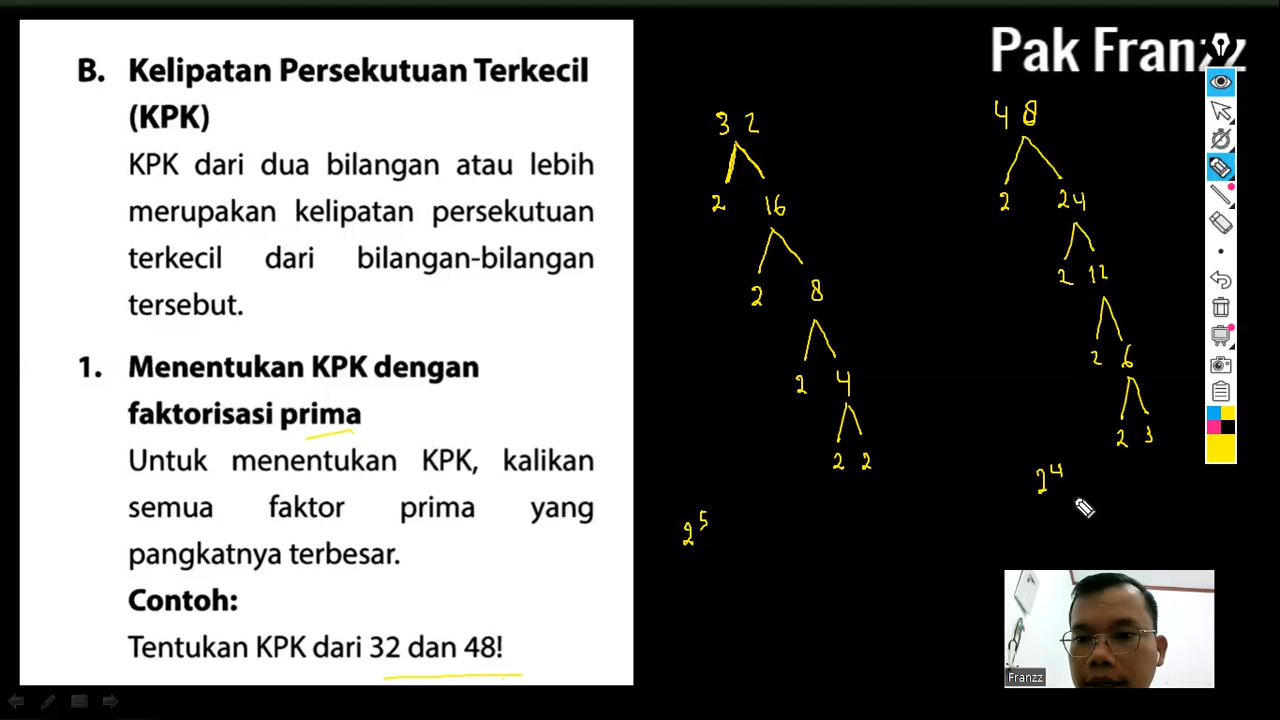 B. Kelipatan Persekutuan Terkecil
(KPK)
KPK dari dua bilangan atau lebih
merupakan kelipatan persekutuan
terkecil dari bilangan-bilangan
tersebut.
1. Menentukan KPK dengan
faktorisasi prima
Untuk menentukan KPK, kalikan
semua faktor prima yang
pangkatnya terbesar.
Contoh:
Tentukan KPK dari 32 dan 48!
Pak Franzz
32
2 16
2 8
2 4
2 2
2⁵
48
2 24
2 12
2 6
2 3
2⁴
Franzz